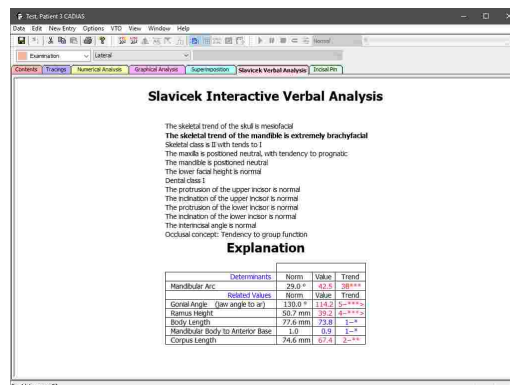 Test, Patient 3 CADIAS
Date Edit New Entry Options VTO View Window Help
Normal
Examination Lateral
Contents Tracings Numerical Analysis Graphical Analysis Superimposition Slavicek Verbal Analysis Incisal Pin
Slavicek Interactive Verbal Analysis
The skeletal trend of the skull is mesiofacial
The skeletal trend of the mandible is extremely brachyfacial
Skeletal class is II with tends to I
The maxilla is positioned neutral, with tendency to prognatic
The mandible is positioned neutral
The lower facial height is normal
Dental class 1
The protrusion of the upper incisor is normal
The inclination of the upper incisor is normal
The protrusion of the lower incisor is normal
The inclination of the lower incisor is normal
The interincisal angle is normal
Occlusal concept: Tendency to group function
Explanation
Determinants Norm Value Trend
Mandibular Arc 29.0 º 42.5 38***
Related Values Norm Value Trend
Gonial Angle (jaw angle to ar) 130.0 º 114.2 5-***>
Ramus Height 50.7 mm 39.2 4-***>
Body Length 77.6 mm 73.8 1-*
Mandibular Body to Anterior Base 1.0 0.9 1-*
Corpus Length 74.6 mm 67.4 2-**